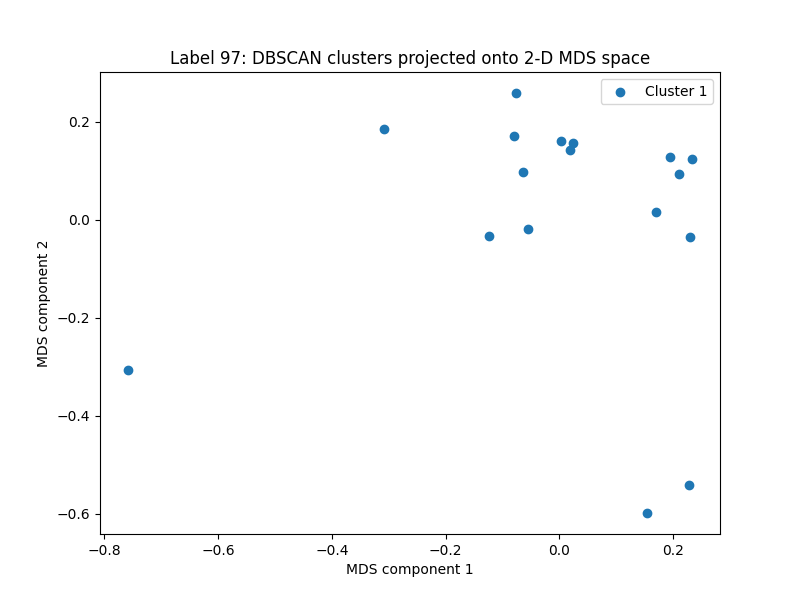 Label 97: DBSCAN clusters projected onto 2-D MDS space
Cluster 1
0.2
0.0
−0.2
−0.4
−0.6
MDS component 2
−0.8
−0.6
−0.4
−0.2
0.0
0.2
MDS component 1